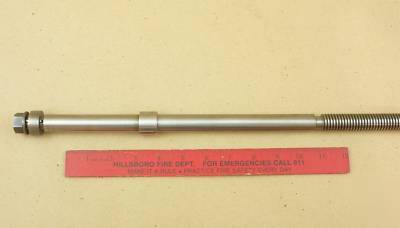 HILLSBORO FIRE DEPT. FOR EMERGENCIES CALL 911
MAKE IT A RULE • PRACTICE FIRE SAFETY EVERY DAY